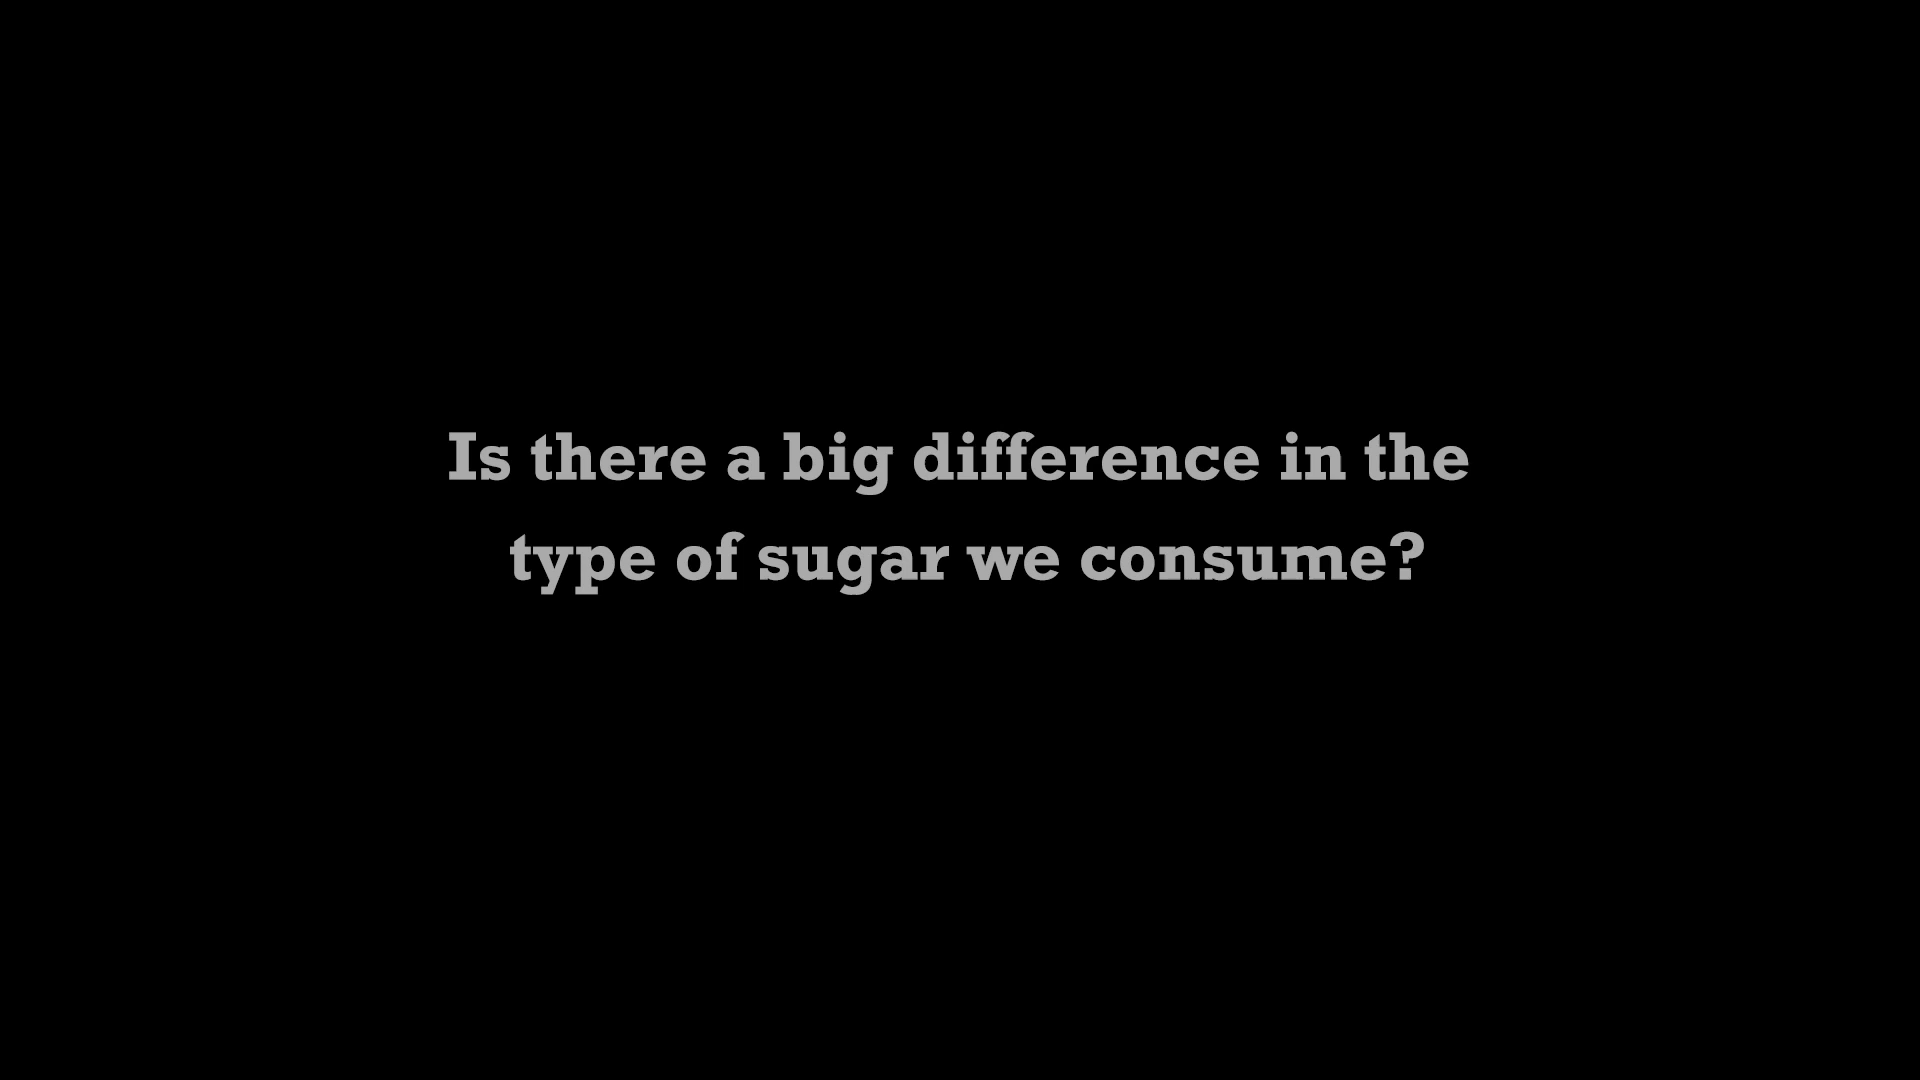 Is there a big difference in the
type of sugar we consume?